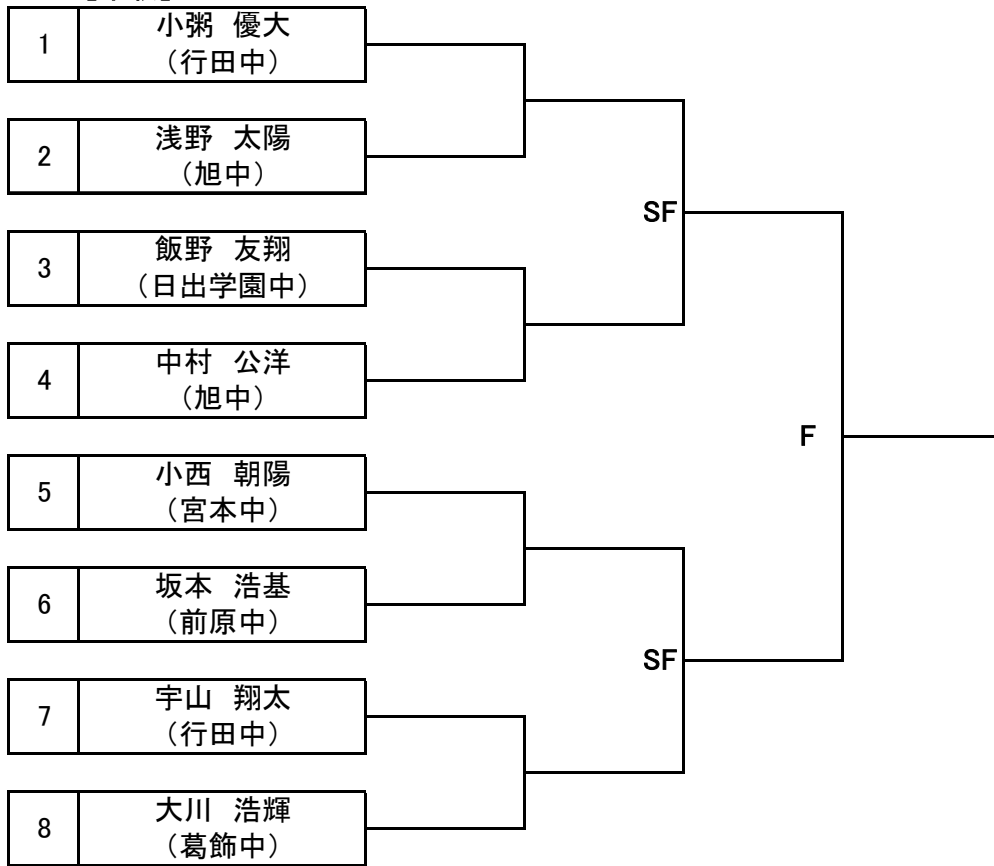 1
小粥　優大
（行田中）
2
浅野　太陽
（旭中）
SF
3
飯野　友翔
（日出学園中）
4
中村　公洋
（旭中）
F
5
小西　朝陽
（宮本中）
6
坂本　浩基
（前原中）
SF
7
宇山　翔太
（行田中）
8
大川　浩輝
（葛飾中）